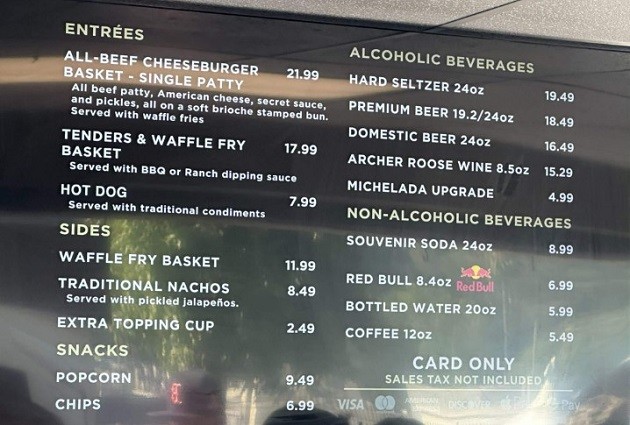 ENTRÉES
ALL-BEEF CHEESEBURGER
BASKET - SINGLE PATTY 21.99
All beef patty, American cheese, secret sauce,
and pickles, all on a soft brioche stamped bun.
Served with waffle fries
TENDERS & WAFFLE FRY
BASKET 17.99
Served with BBQ or Ranch dipping sauce
HOT DOG 7.99
Served with traditional condiments
SIDES
WAFFLE FRY BASKET 11.99
TRADITIONAL NACHOS 8.49
Served with pickled jalapeños.
EXTRA TOPPING CUP 2.49
SNACKS
POPCORN 9.49
CHIPS 6.99
ALCOHOLIC BEVERAGES
HARD SELTZER 24oz 19.49
PREMIUM BEER 19.2/24oz 18.49
DOMESTIC BEER 24oz 16.49
ARCHER ROOSE WINE 8.5oz 15.29
MICHELADA UPGRADE 4.99
NON-ALCOHOLIC BEVERAGES
SOUVENIR SODA 24oz 8.99
RED BULL 8.4oz Red Bull 6.99
BOTTLED WATER 20oz 5.99
COFFEE 12oz 5.49
CARD ONLY
SALES TAX NOT INCLUDED
VISA DISCOVER Pay